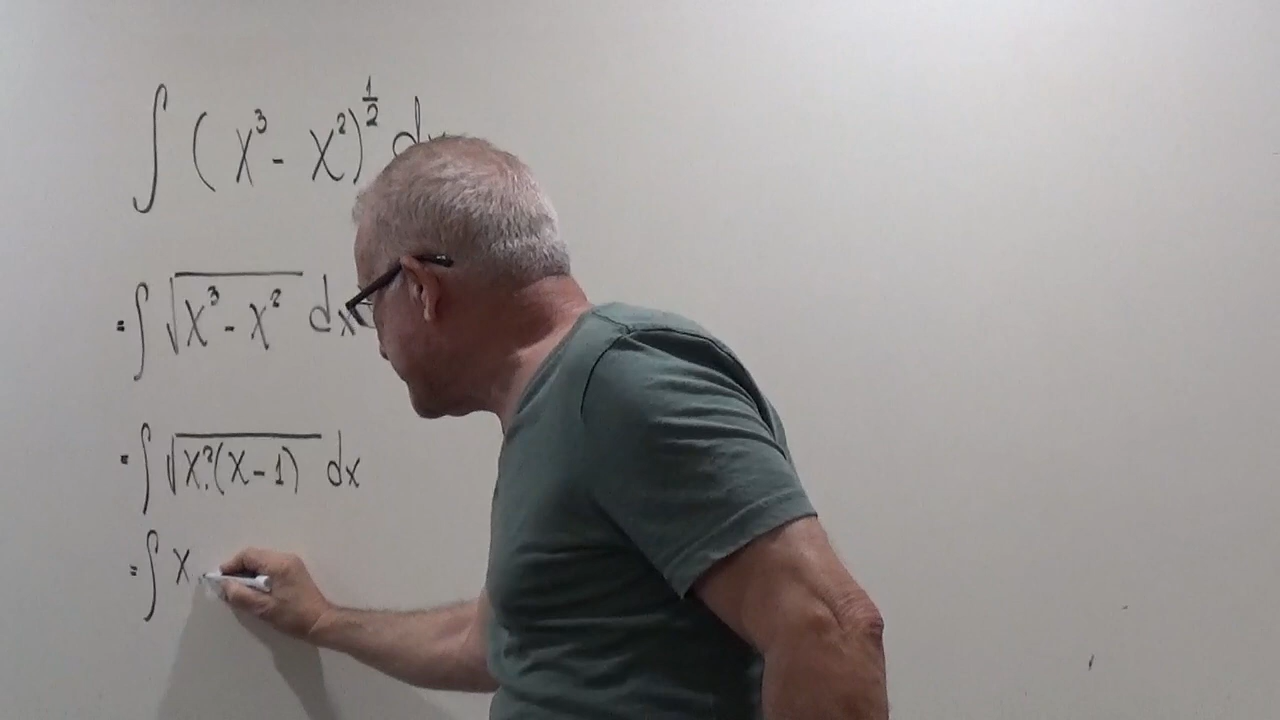 ∫ (x³ - x²)^½ dx
= ∫ √(x³ - x²) dx
= ∫ √(x²·(x-1)) dx
= ∫ x